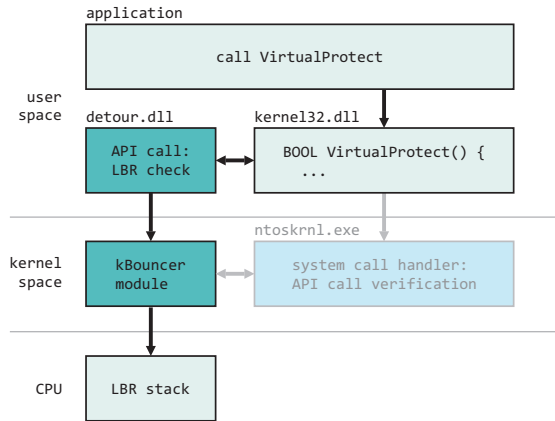 application
call VirtualProtect
user
space
detour.dll
kernel32.dll
API call:
LBR check
BOOL VirtualProtect() {
...
ntoskrnl.exe
kernel
space
kBouncer
module
system call handler:
API call verification
CPU
LBR stack